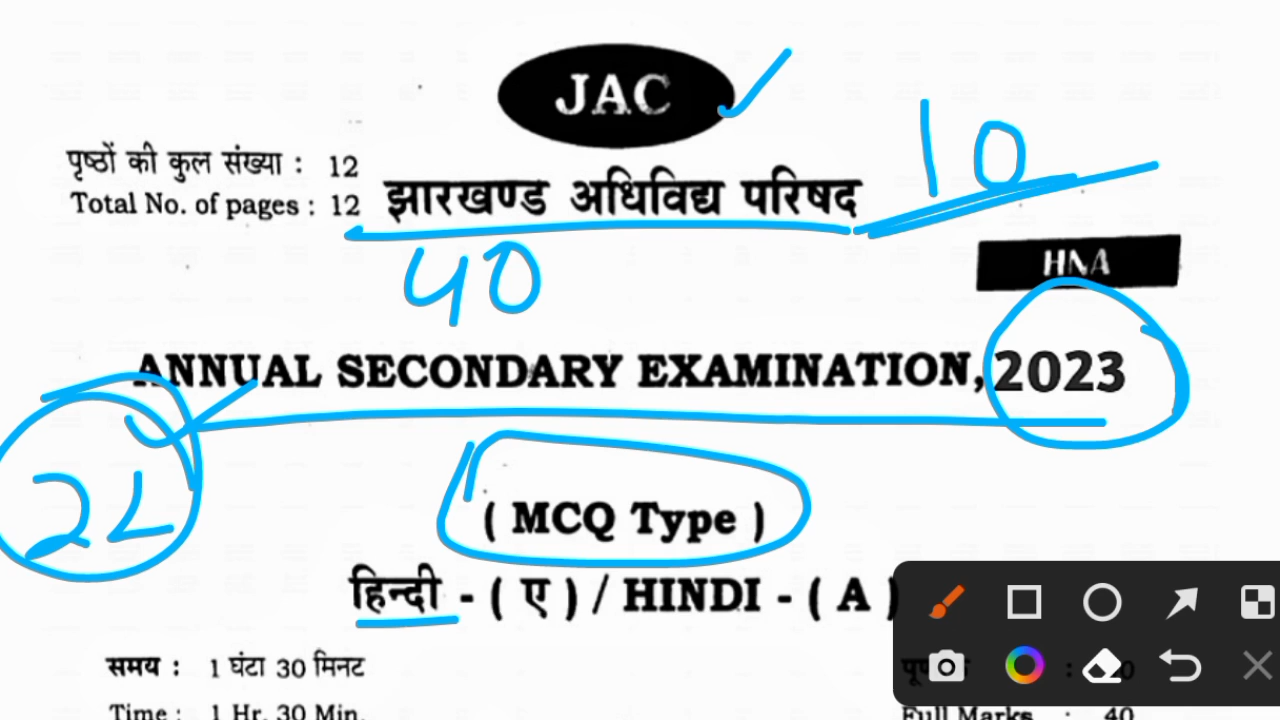 JAC
10
पृष्ठों की कुल संख्या : 12
Total No. of pages : 12
झारखण्ड अधिविद्य परिषद
40
HNA
ANNUAL SECONDARY EXAMINATION, 2023
( MCQ Type )
हिन्दी - ( ए ) / HINDI - ( A )
समय : 1 घंटा 30 मिनट
Time : 1 Hr. 30 Min.
Full Marks : 40